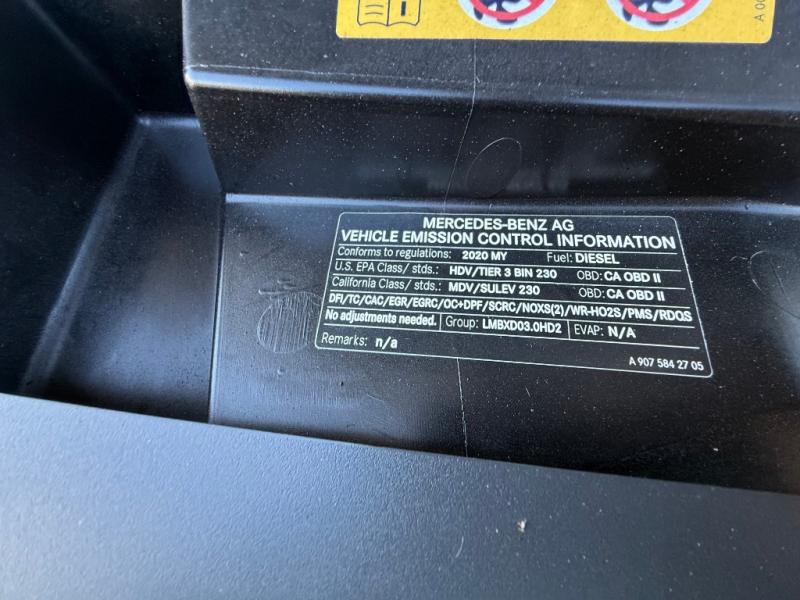 A 00
MERCEDES-BENZ AG
VEHICLE EMISSION CONTROL INFORMATION
Conforms to regulations: 2020 MY Fuel: DIESEL
U.S. EPA Class/ stds.: HDV/TIER 3 BIN 230 OBD: CA OBD II
California Class/ stds.: MDV/SULEV 230 OBD: CA OBD II
DFI/TC/CAC/EGR/EGRC/OC+DPF/SCRC/NOXS(2)/WR-HO2S/PMS/RDQS
No adjustments needed. Group: LMBXD03.0HD2 EVAP: N/A
Remarks: n/a
A 907 584 27 05